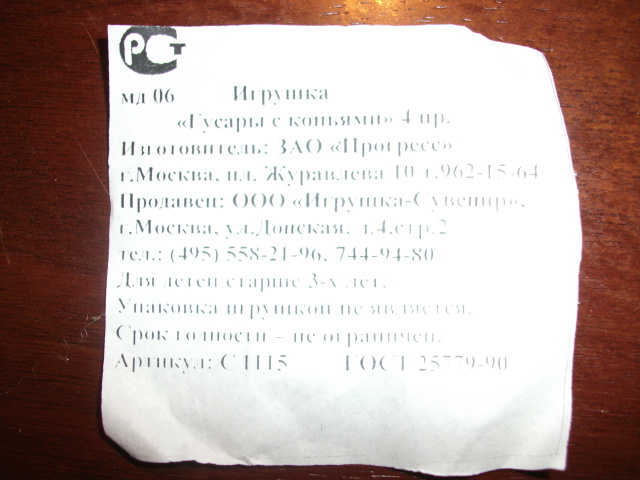 РСТ
мд 06 Игрушка
«Гусары с копьями» 4 пр.
Изготовитель: ЗАО «Прогресс»
г.Москва, пл. Журавлева 10 т.962-15-64
Продавец: ООО «Игрушка-Сувенир»,
г.Москва, ул.Донская, д.4,стр.2
тел.: (495) 558-21-96, 744-94-80
Для детей старше 3-х лет.
Упаковка игрушкой не является.
Срок годности – не ограничен.
Артикул: С 1115 ГОСТ 25779-90